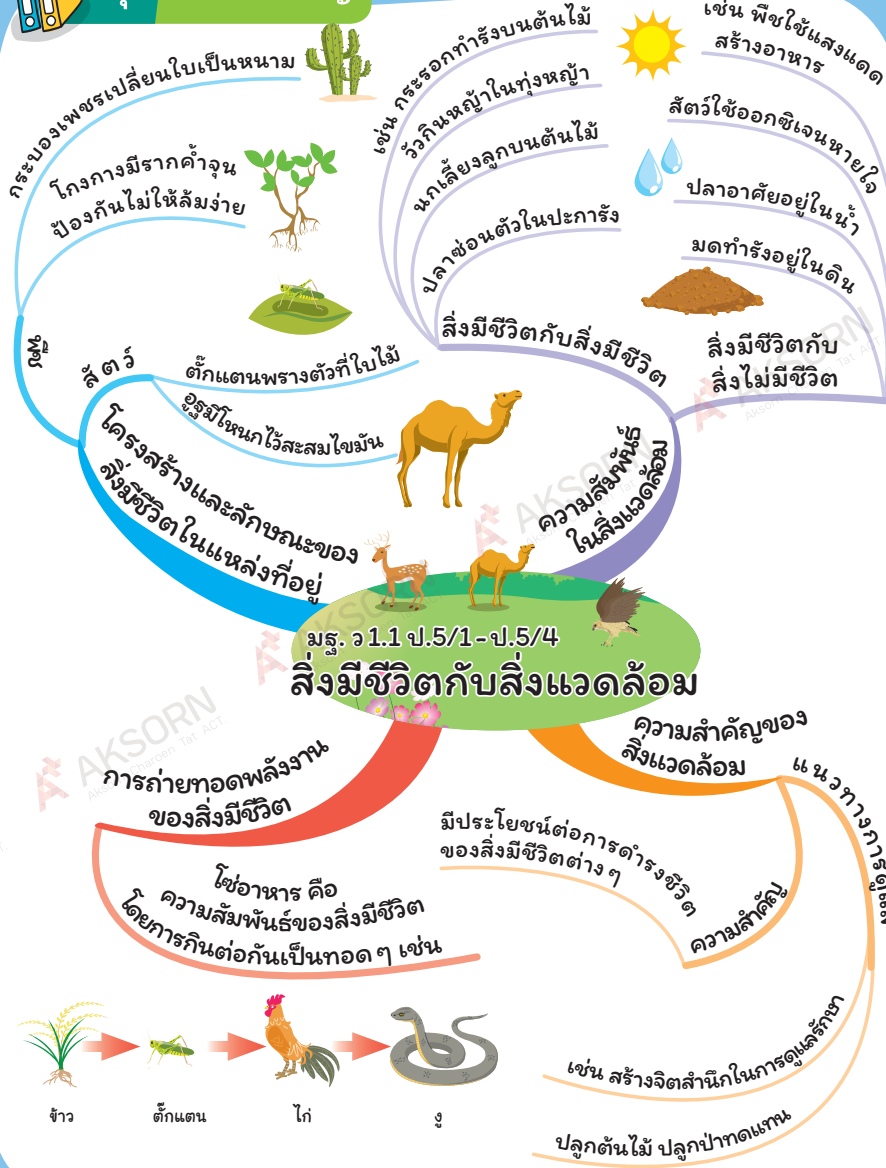 กระบองเพชรเปลี่ยนใบเป็นหนาม
โกงกางมีรากค้ำจุน
ป้องกันไม่ให้ล้มง่าย
พืช
สัตว์
ตั๊กแตนพรางตัวที่ใบไม้
อูฐมีโหนกไว้สะสมไขมัน
โครงสร้างและลักษณะของ
สิ่งมีชีวิตในแหล่งที่อยู่
เช่น กระรอกทำรังบนต้นไม้
วัวกินหญ้าในทุ่งหญ้า
นกเลี้ยงลูกบนต้นไม้
ปลาซ่อนตัวในปะการัง
สิ่งมีชีวิตกับสิ่งมีชีวิต
เช่น พืชใช้แสงแดด
สร้างอาหาร
สัตว์ใช้ออกซิเจนหายใจ
ปลาอาศัยอยู่ในน้ำ
มดทำรังอยู่ในดิน
สิ่งมีชีวิตกับ
สิ่งไม่มีชีวิต
ความสัมพันธ์
ในสิ่งแวดล้อม
มฐ. ว 1.1 ป.5/1-ป.5/4
สิ่งมีชีวิตกับสิ่งแวดล้อม
การถ่ายทอดพลังงาน
ของสิ่งมีชีวิต
โซ่อาหาร คือ
ความสัมพันธ์ของสิ่งมีชีวิต
โดยการกินต่อกันเป็นทอด ๆ เช่น
ข้าว
ตั๊กแตน
ไก่
งู
ความสำคัญของ
สิ่งแวดล้อม
มีประโยชน์ต่อการดำรงชีวิต
ของสิ่งมีชีวิตต่าง ๆ
ความสำคัญ
แนวทางการดูแล
เช่น สร้างจิตสำนึกในการดูแลรักษา
ปลูกต้นไม้ ปลูกป่าทดแทน
AKSORN
Aksorn Charoen Tat ACT.
AKSORN
Aksorn Charoen Tat ACT.
AKSORN
AKSORN
Aksorn Charoen Tat ACT.